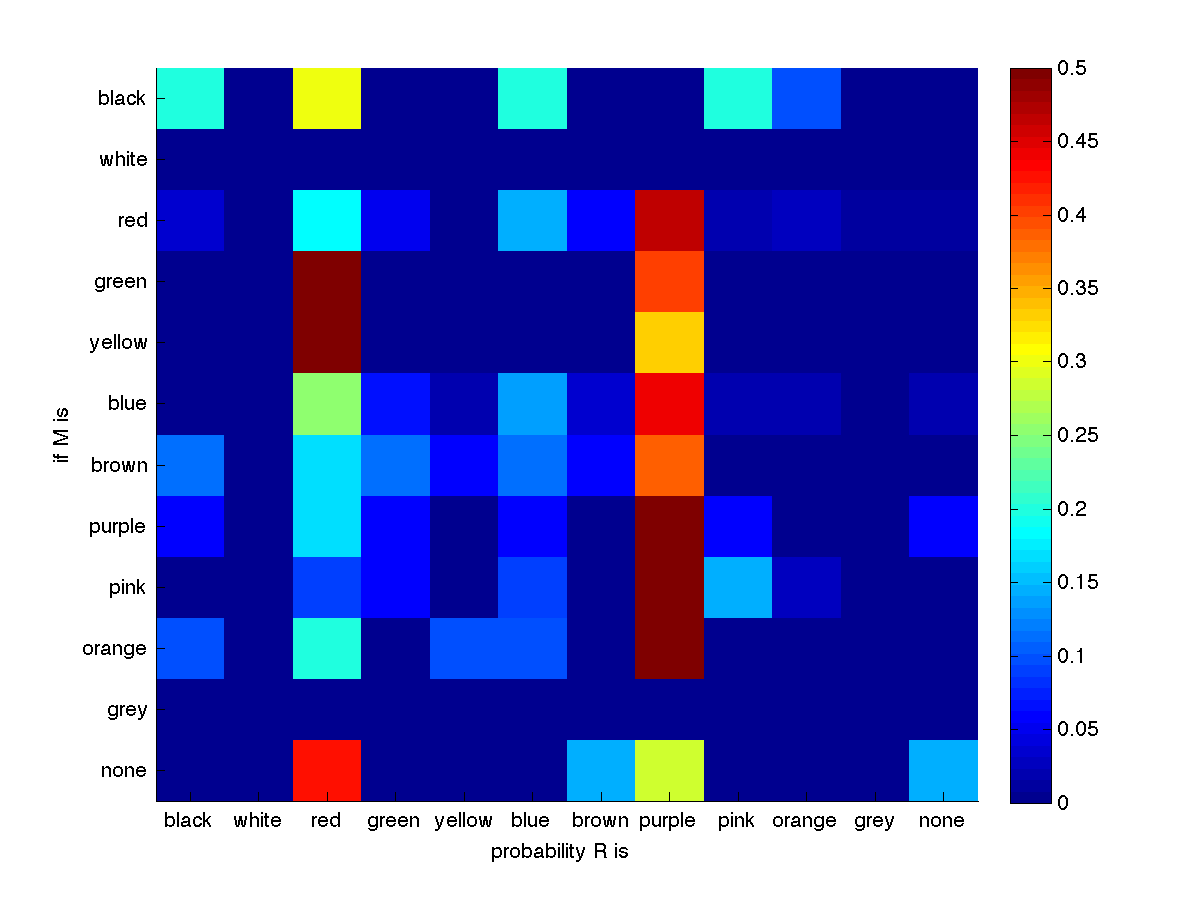 black
white
red
green
yellow
blue
brown
purple
pink
orange
grey
none
if M is
black white red green yellow blue brown purple pink orange grey none
probability R is
0.5
0.45
0.4
0.35
0.3
0.25
0.2
0.15
0.1
0.05
0